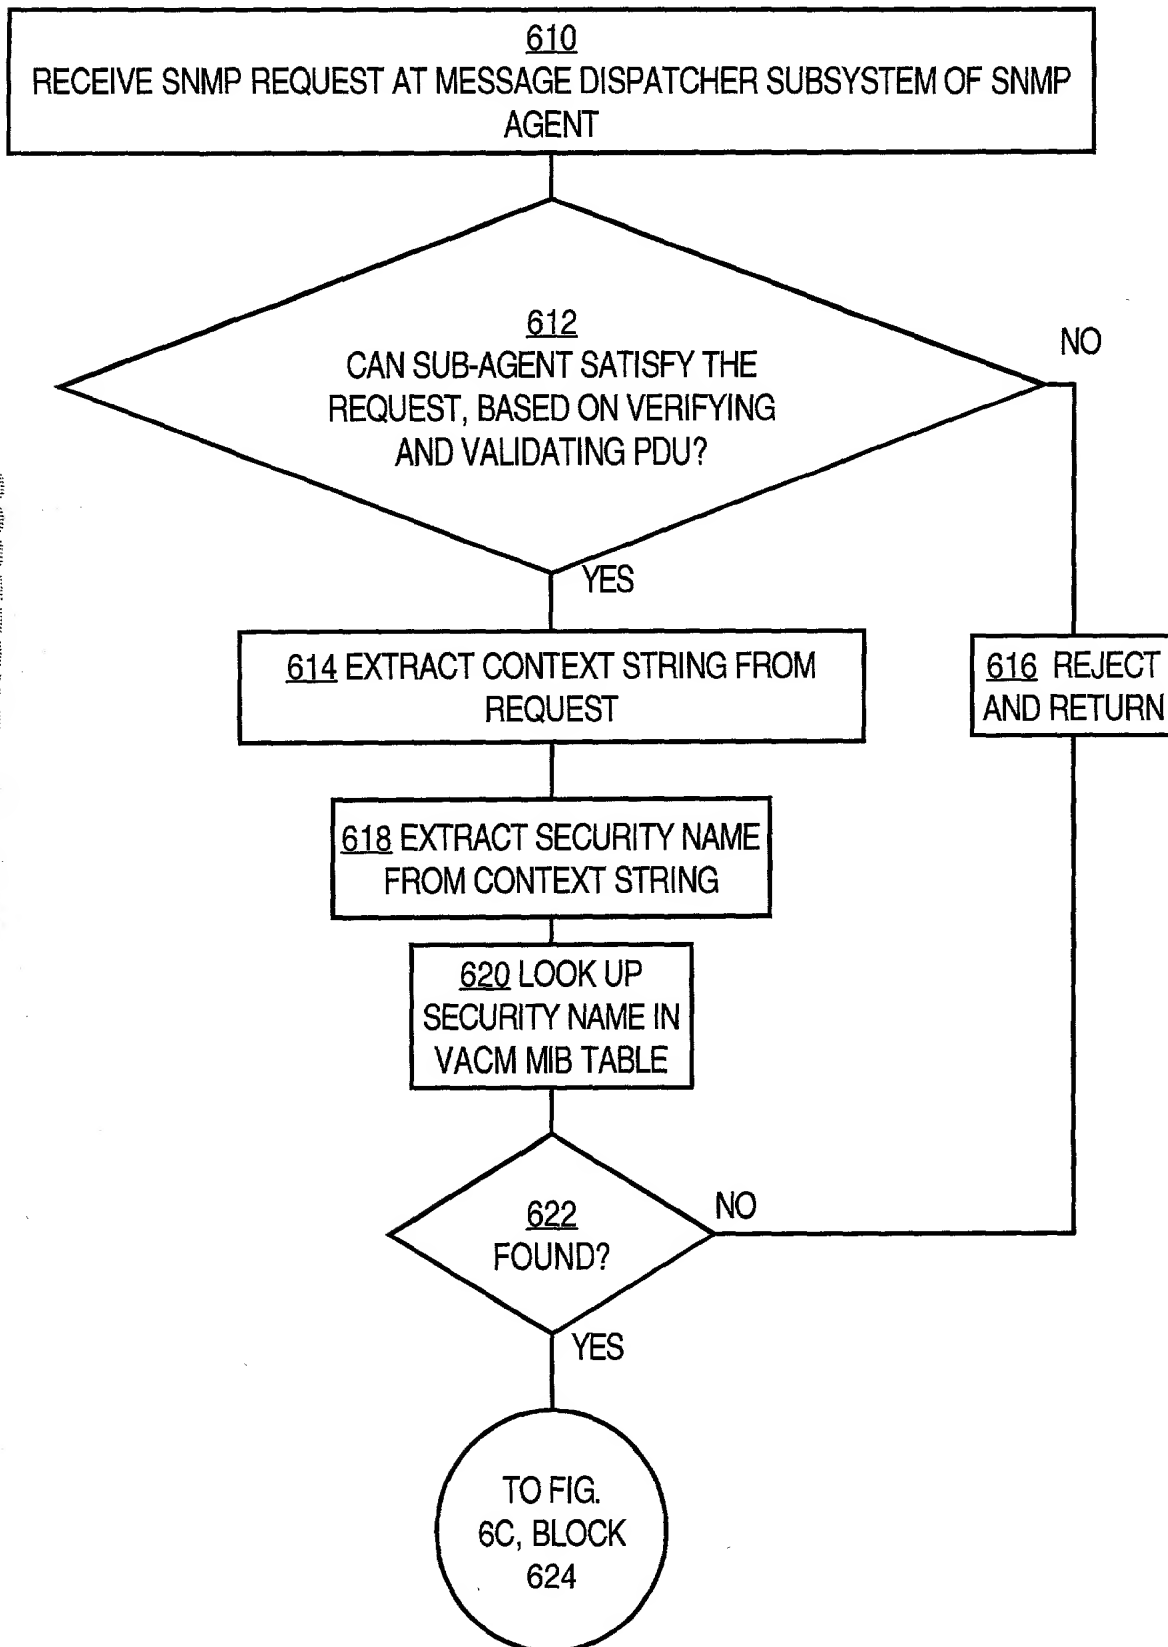 610
RECEIVE SNMP REQUEST AT MESSAGE DISPATCHER SUBSYSTEM OF SNMP
AGENT
612
CAN SUB-AGENT SATISFY THE
REQUEST, BASED ON VERIFYING
AND VALIDATING PDU?
NO
YES
614 EXTRACT CONTEXT STRING FROM
REQUEST
616 REJECT
AND RETURN
618 EXTRACT SECURITY NAME
FROM CONTEXT STRING
620 LOOK UP
SECURITY NAME IN
VACM MIB TABLE
622
FOUND?
NO
YES
TO FIG.
6C, BLOCK
624